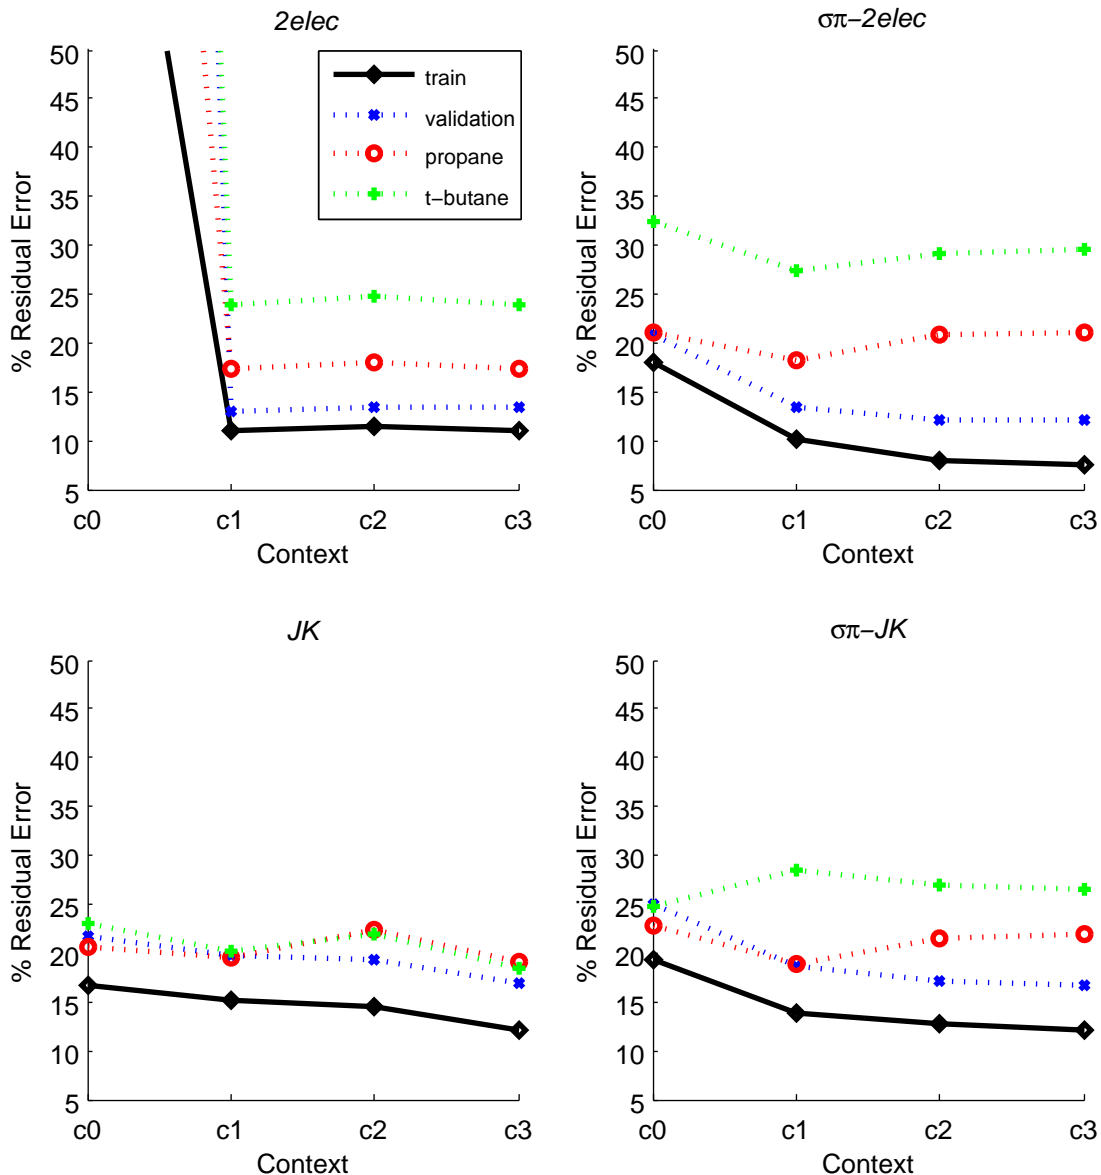 2elec
50
45
40
35
30
25
20
15
10
5
% Residual Error
c0 c1 c2 c3
Context
train
validation
propane
t−butane
σπ−2elec
50
45
40
35
30
25
20
15
10
5
% Residual Error
c0 c1 c2 c3
Context
JK
50
45
40
35
30
25
20
15
10
5
% Residual Error
c0 c1 c2 c3
Context
σπ−JK
50
45
40
35
30
25
20
15
10
5
% Residual Error
c0 c1 c2 c3
Context